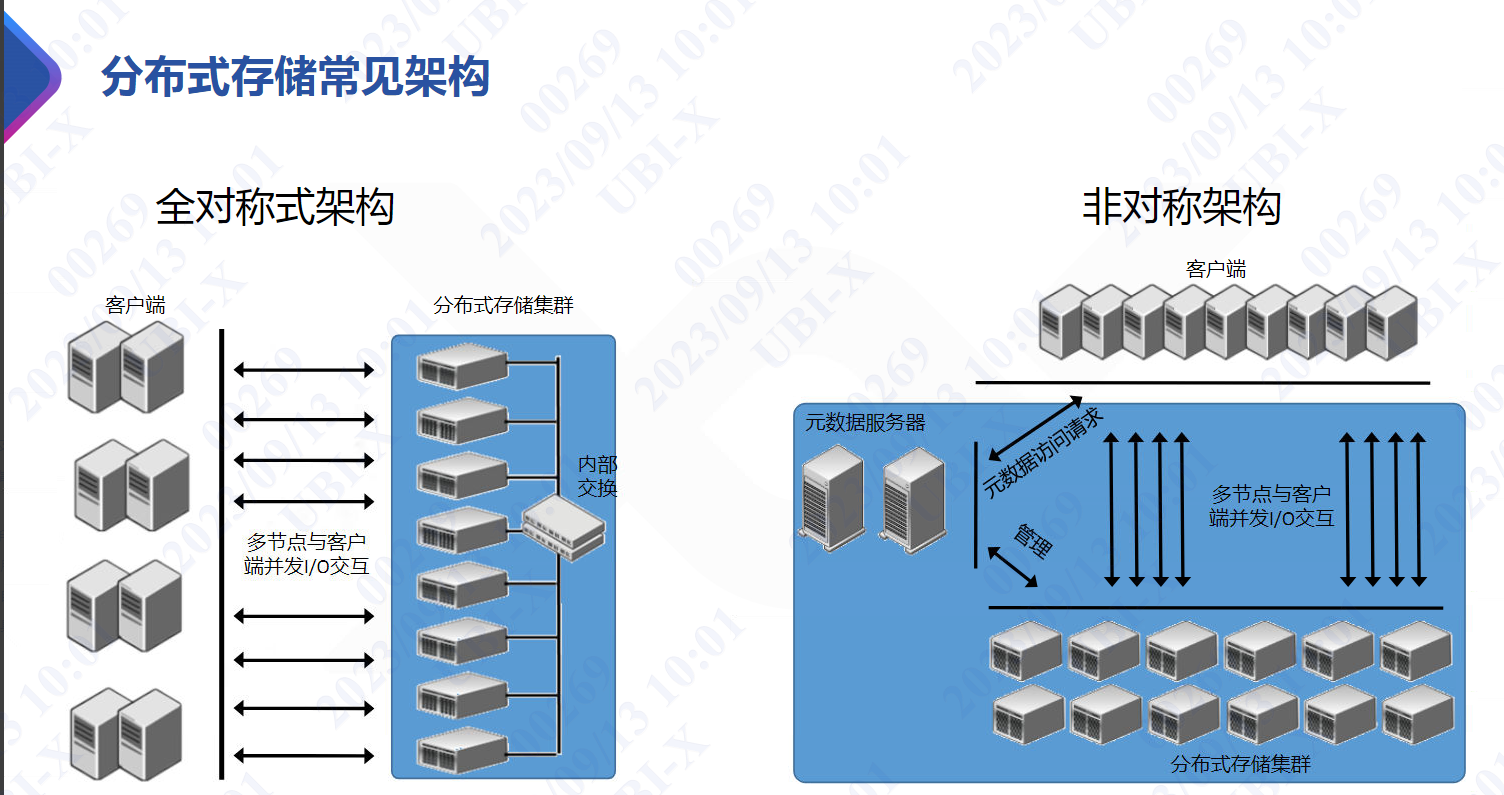 分布式存储常见架构
全对称式架构
客户端
分布式存储集群
内部
交换
多节点与客户
端并发I/O交互
非对称架构
客户端
元数据服务器
元数据访问请求
管理
多节点与客户
端并发I/O交互
分布式存储集群
00269
2023/09/13 10:01
UBI-X